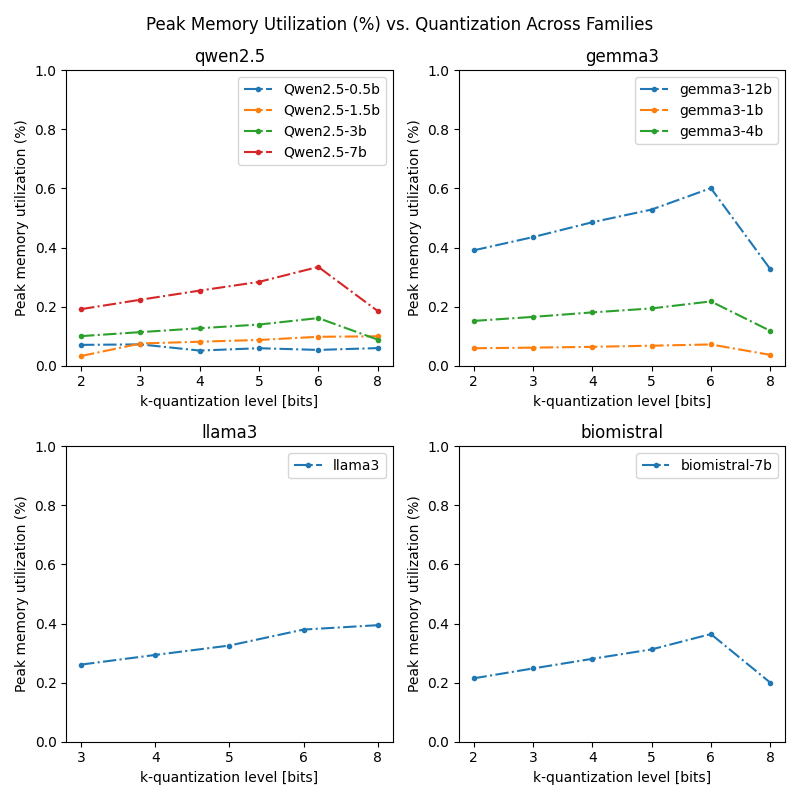 Peak Memory Utilization (%) vs. Quantization Across Families
qwen2.5
Peak memory utilization (%)
1.0
0.8
0.6
0.4
0.2
0.0
Qwen2.5-0.5b
Qwen2.5-1.5b
Qwen2.5-3b
Qwen2.5-7b
2 3 4 5 6 8
k-quantization level [bits]
gemma3
Peak memory utilization (%)
1.0
0.8
0.6
0.4
0.2
0.0
gemma3-12b
gemma3-1b
gemma3-4b
2 3 4 5 6 8
k-quantization level [bits]
llama3
Peak memory utilization (%)
1.0
0.8
0.6
0.4
0.2
0.0
llama3
3 4 5 6 8
k-quantization level [bits]
biomistral
Peak memory utilization (%)
1.0
0.8
0.6
0.4
0.2
0.0
biomistral-7b
2 3 4 5 6 8
k-quantization level [bits]